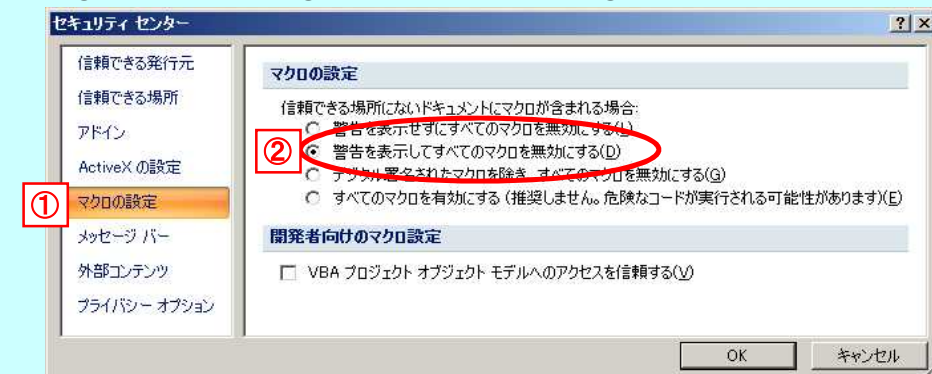 セキュリティ センター
信頼できる発行元
信頼できる場所
アドイン
ActiveX の設定
①
マクロの設定
メッセージ バー
外部コンテンツ
プライバシー オプション
マクロの設定
信頼できる場所にないドキュメントにマクロが含まれる場合:
警告を表示せずにすべてのマクロを無効にする(L)
②
警告を表示してすべてのマクロを無効にする(D)
デジタル署名されたマクロを除き、すべてのマクロを無効にする(G)
すべてのマクロを有効にする (推奨しません。危険なコードが実行される可能性があります)(E)
開発者向けのマクロ設定
VBA プロジェクト オブジェクト モデルへのアクセスを信頼する(V)
OK
キャンセル